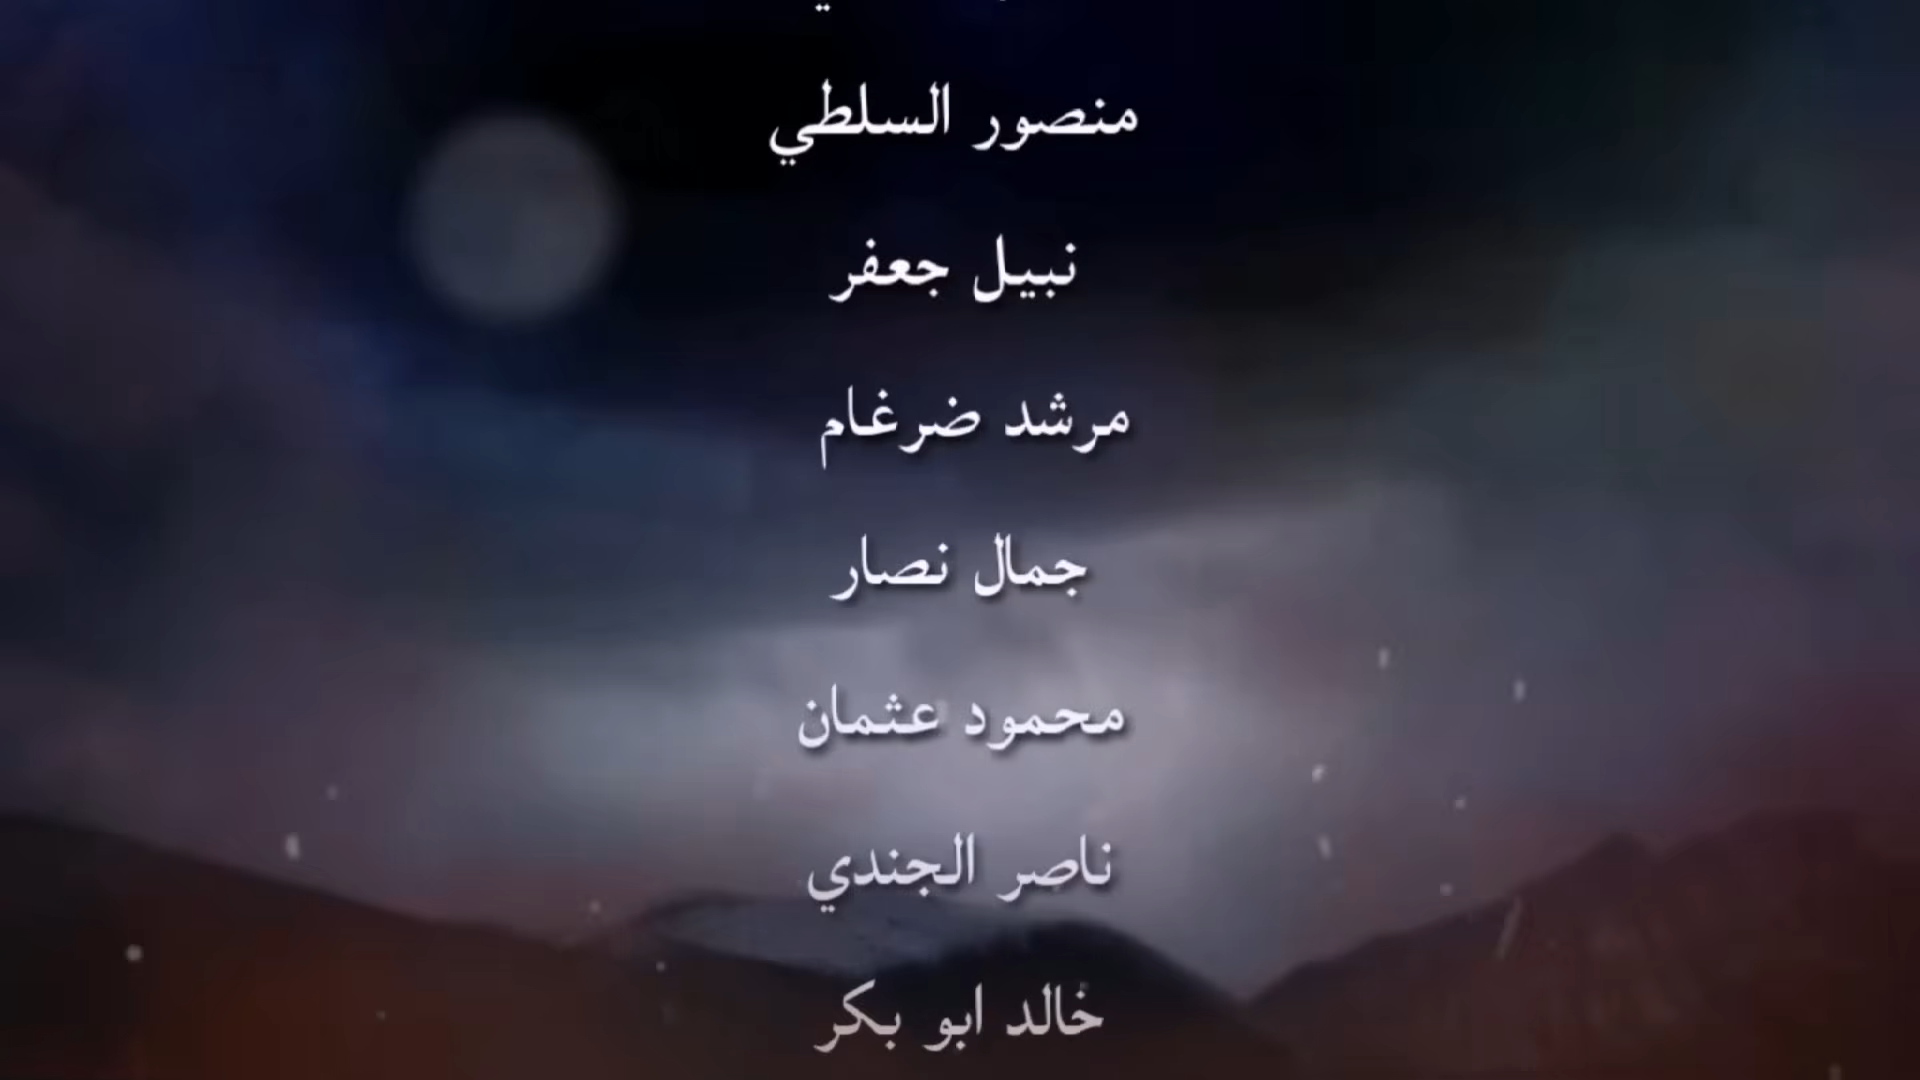 منصور السلطي
نبيل جعفر
مرشد ضرغام
جمال نصار
محمود عثمان
ناصر الجندي
خالد ابو بكر